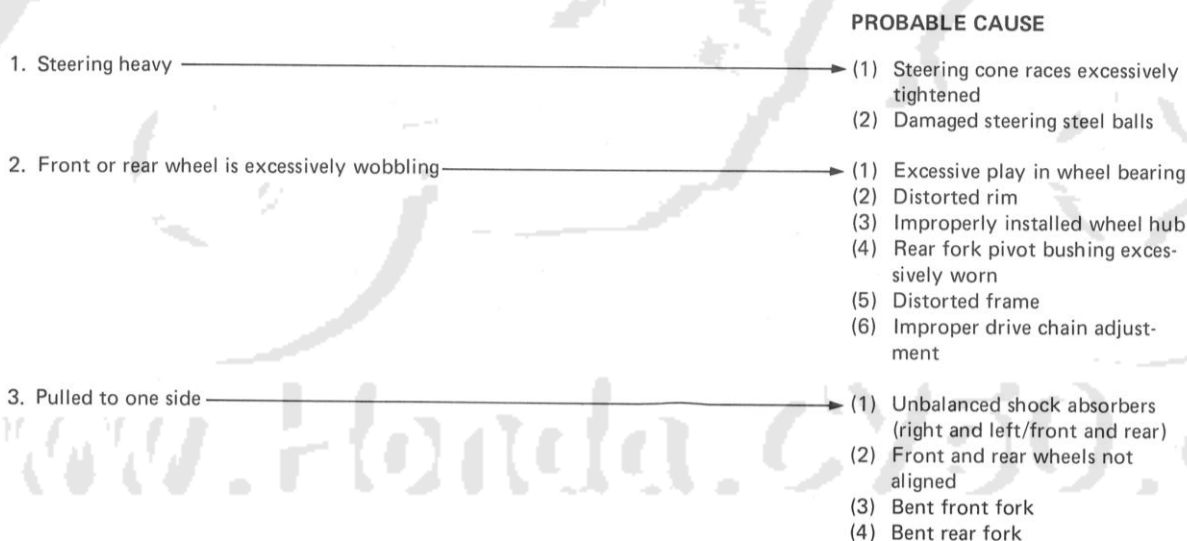 PROBABLE CAUSE
1. Steering heavy
(1) Steering cone races excessively
tightened
(2) Damaged steering steel balls
2. Front or rear wheel is excessively wobbling
(1) Excessive play in wheel bearing
(2) Distorted rim
(3) Improperly installed wheel hub
(4) Rear fork pivot bushing exces-
sively worn
(5) Distorted frame
(6) Improper drive chain adjust-
ment
3. Pulled to one side
(1) Unbalanced shock absorbers
(right and left/front and rear)
(2) Front and rear wheels not
aligned
(3) Bent front fork
(4) Bent rear fork
www.Honda.